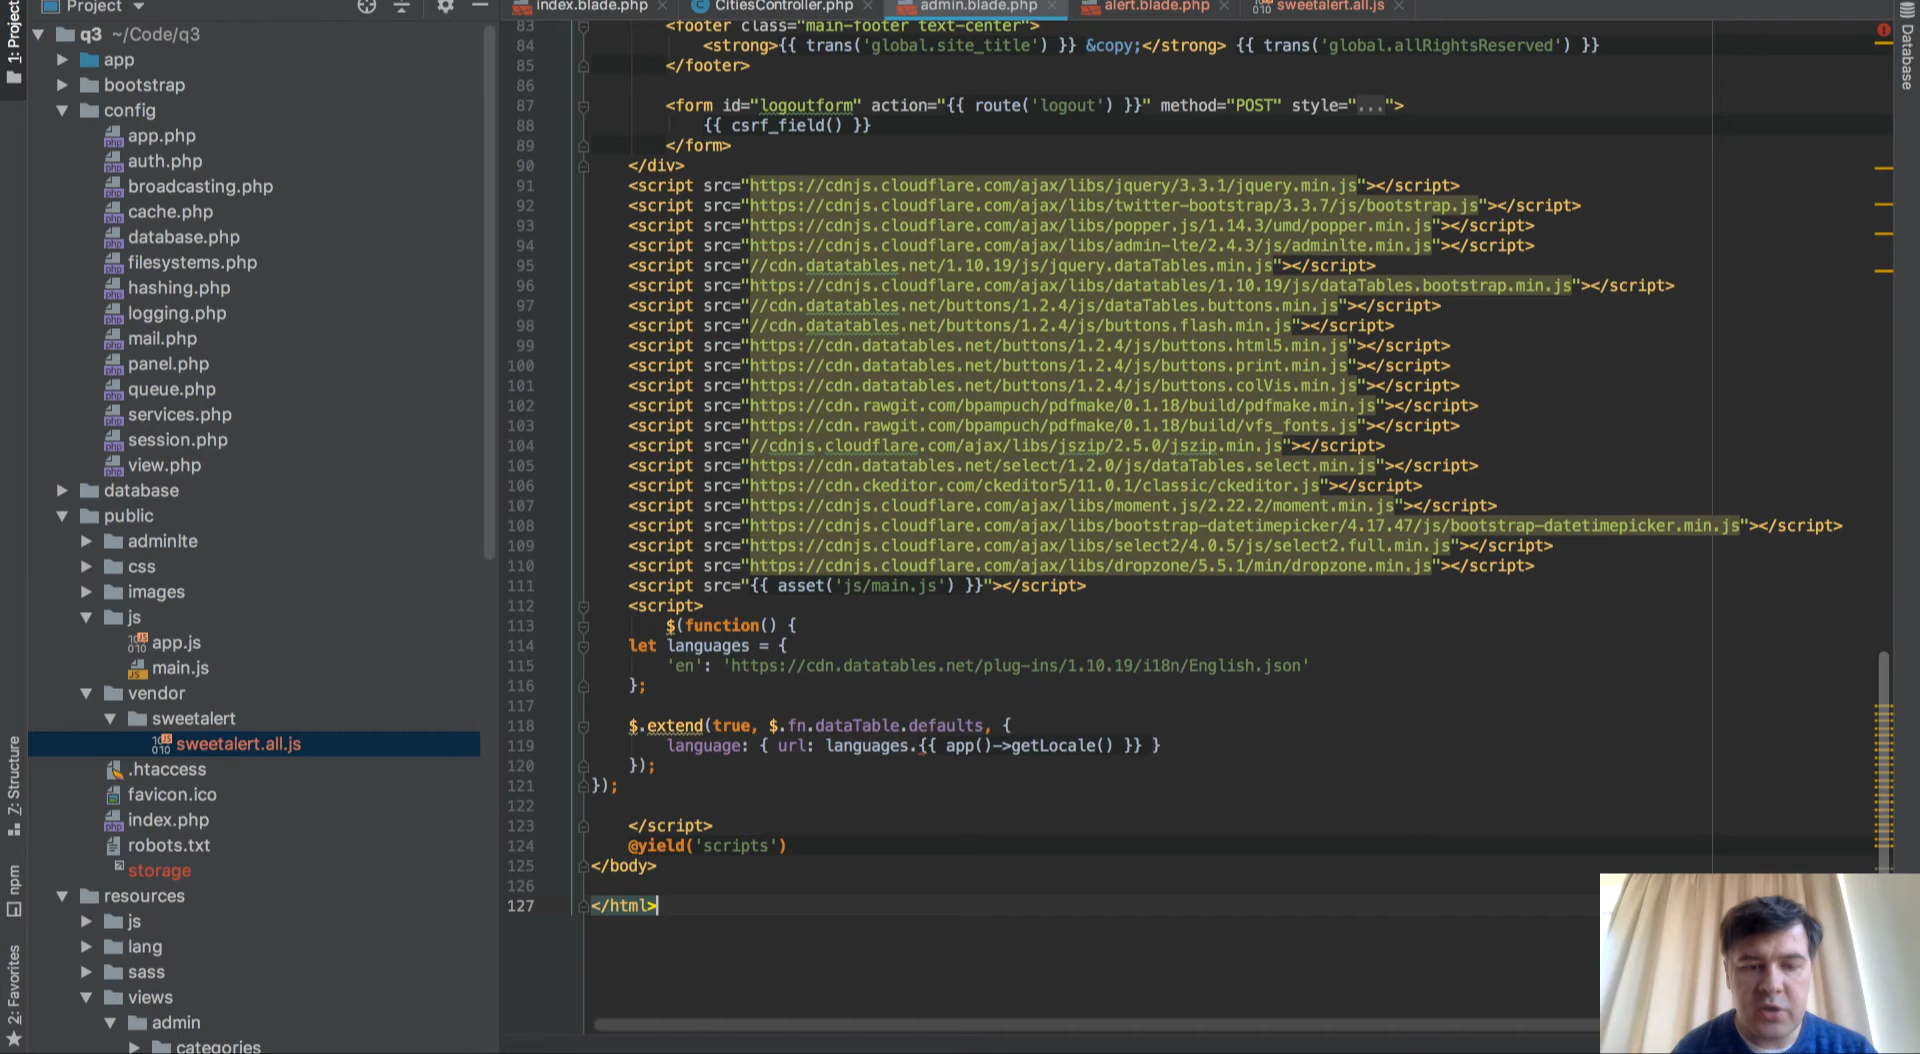 Project
index.blade.php
CitiesController.php
admin.blade.php
alert.blade.php
sweetalert.all.js
1: Project
Z: Structure
npm
2: Favorites
Database
q3 ~/Code/q3
app
bootstrap
config
app.php
auth.php
broadcasting.php
cache.php
database.php
filesystems.php
hashing.php
logging.php
mail.php
panel.php
queue.php
services.php
session.php
view.php
database
public
adminlte
css
images
js
app.js
main.js
vendor
sweetalert
sweetalert.all.js
.htaccess
favicon.ico
index.php
robots.txt
storage
resources
js
lang
sass
views
admin
categories
83 <footer class="main-footer text-center">
84 <strong>{{ trans('global.site_title') }} &copy;</strong> {{ trans('global.allRightsReserved') }}
85 </footer>
86
87 <form id="logoutform" action="{{ route('logout') }}" method="POST" style="...">
88 {{ csrf_field() }}
89 </form>
90 </div>
91 <script src="https://cdnjs.cloudflare.com/ajax/libs/jquery/3.3.1/jquery.min.js"></script>
92 <script src="https://cdnjs.cloudflare.com/ajax/libs/twitter-bootstrap/3.3.7/js/bootstrap.js"></script>
93 <script src="https://cdnjs.cloudflare.com/ajax/libs/popper.js/1.14.3/umd/popper.min.js"></script>
94 <script src="https://cdnjs.cloudflare.com/ajax/libs/admin-lte/2.4.3/js/adminlte.min.js"></script>
95 <script src="//cdn.datatables.net/1.10.19/js/jquery.dataTables.min.js"></script>
96 <script src="https://cdnjs.cloudflare.com/ajax/libs/datatables/1.10.19/js/dataTables.bootstrap.min.js"></script>
97 <script src="//cdn.datatables.net/buttons/1.2.4/js/dataTables.buttons.min.js"></script>
98 <script src="//cdn.datatables.net/buttons/1.2.4/js/buttons.flash.min.js"></script>
99 <script src="https://cdn.datatables.net/buttons/1.2.4/js/buttons.html5.min.js"></script>
100 <script src="https://cdn.datatables.net/buttons/1.2.4/js/buttons.print.min.js"></script>
101 <script src="https://cdn.datatables.net/buttons/1.2.4/js/buttons.colVis.min.js"></script>
102 <script src="https://cdn.rawgit.com/bpampuch/pdfmake/0.1.18/build/pdfmake.min.js"></script>
103 <script src="https://cdn.rawgit.com/bpampuch/pdfmake/0.1.18/build/vfs_fonts.js"></script>
104 <script src="//cdnjs.cloudflare.com/ajax/libs/jszip/2.5.0/jszip.min.js"></script>
105 <script src="https://cdn.datatables.net/select/1.2.0/js/dataTables.select.min.js"></script>
106 <script src="https://cdn.ckeditor.com/ckeditor5/11.0.1/classic/ckeditor.js"></script>
107 <script src="https://cdnjs.cloudflare.com/ajax/libs/moment.js/2.22.2/moment.min.js"></script>
108 <script src="https://cdnjs.cloudflare.com/ajax/libs/bootstrap-datetimepicker/4.17.47/js/bootstrap-datetimepicker.min.js"></script>
109 <script src="https://cdnjs.cloudflare.com/ajax/libs/select2/4.0.5/js/select2.full.min.js"></script>
110 <script src="https://cdnjs.cloudflare.com/ajax/libs/dropzone/5.5.1/min/dropzone.min.js"></script>
111 <script src="{{ asset('js/main.js') }}"></script>
112 <script>
113 $(function() {
114 let languages = {
115 'en': 'https://cdn.datatables.net/plug-ins/1.10.19/i18n/English.json'
116 };
117
118 $.extend(true, $.fn.dataTable.defaults, {
119 language: { url: languages.{{ app()->getLocale() }} }
120 });
121 });
122
123 </script>
124 @yield('scripts')
125 </body>
126
127 </html>